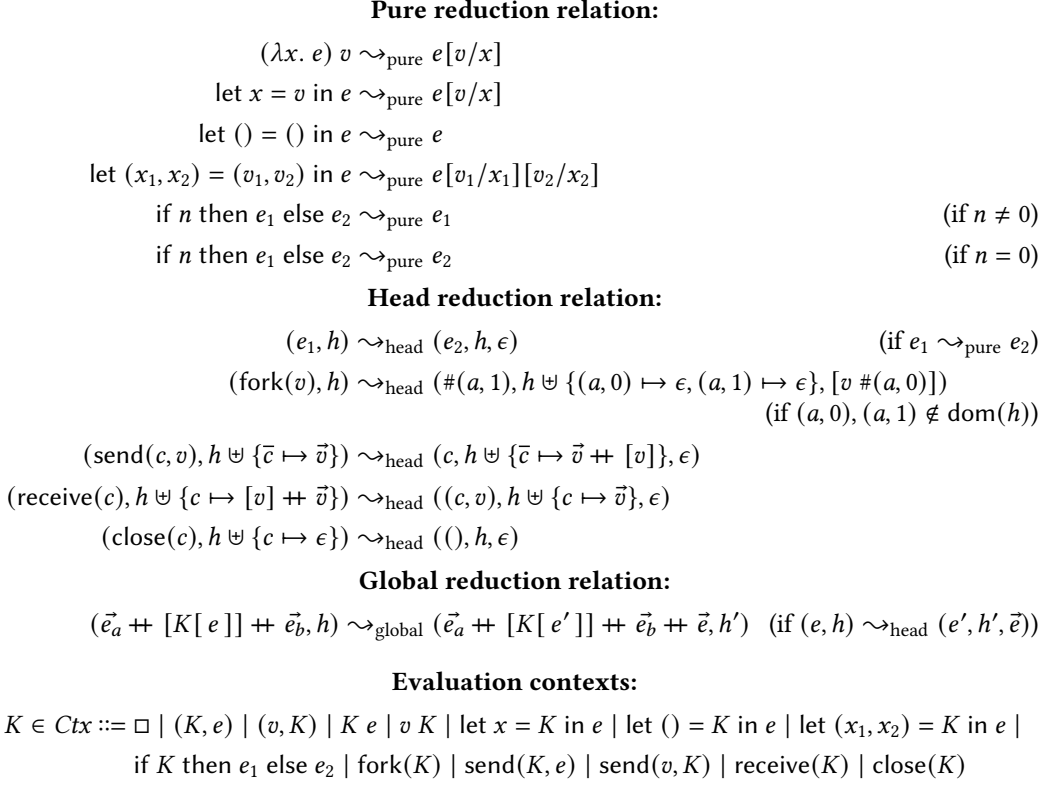 Pure reduction relation:
(λx. e) v ⇝pure e[v/x]
let x = v in e ⇝pure e[v/x]
let () = () in e ⇝pure e
let (x₁, x₂) = (v₁, v₂) in e ⇝pure e[v₁/x₁][v₂/x₂]
if n then e₁ else e₂ ⇝pure e₁ (if n ≠ 0)
if n then e₁ else e₂ ⇝pure e₂ (if n = 0)
Head reduction relation:
(e₁, h) ⇝head (e₂, h, ϵ) (if e₁ ⇝pure e₂)
(fork(v), h) ⇝head (#(a, 1), h ⊎ {(a, 0) ↦ ϵ, (a, 1) ↦ ϵ}, [v #(a, 0)])
(if (a, 0), (a, 1) ∉ dom(h))
(send(c, v), h ⊎ {c̅ ↦ v⃗}) ⇝head (c, h ⊎ {c̅ ↦ v⃗ ⧺ [v]}, ϵ)
(receive(c), h ⊎ {c ↦ [v] ⧺ v⃗}) ⇝head ((c, v), h ⊎ {c ↦ v⃗}, ϵ)
(close(c), h ⊎ {c ↦ ϵ}) ⇝head ((), h, ϵ)
Global reduction relation:
(e⃗ₐ ⧺ [K[ e ]] ⧺ e⃗_b, h) ⇝global (e⃗ₐ ⧺ [K[ e′ ]] ⧺ e⃗_b ⧺ e⃗, h′) (if (e, h) ⇝head (e′, h′, e⃗))
Evaluation contexts:
K ∈ Ctx ::= □ | (K, e) | (v, K) | K e | v K | let x = K in e | let () = K in e | let (x₁, x₂) = K in e |
if K then e₁ else e₂ | fork(K) | send(K, e) | send(v, K) | receive(K) | close(K)